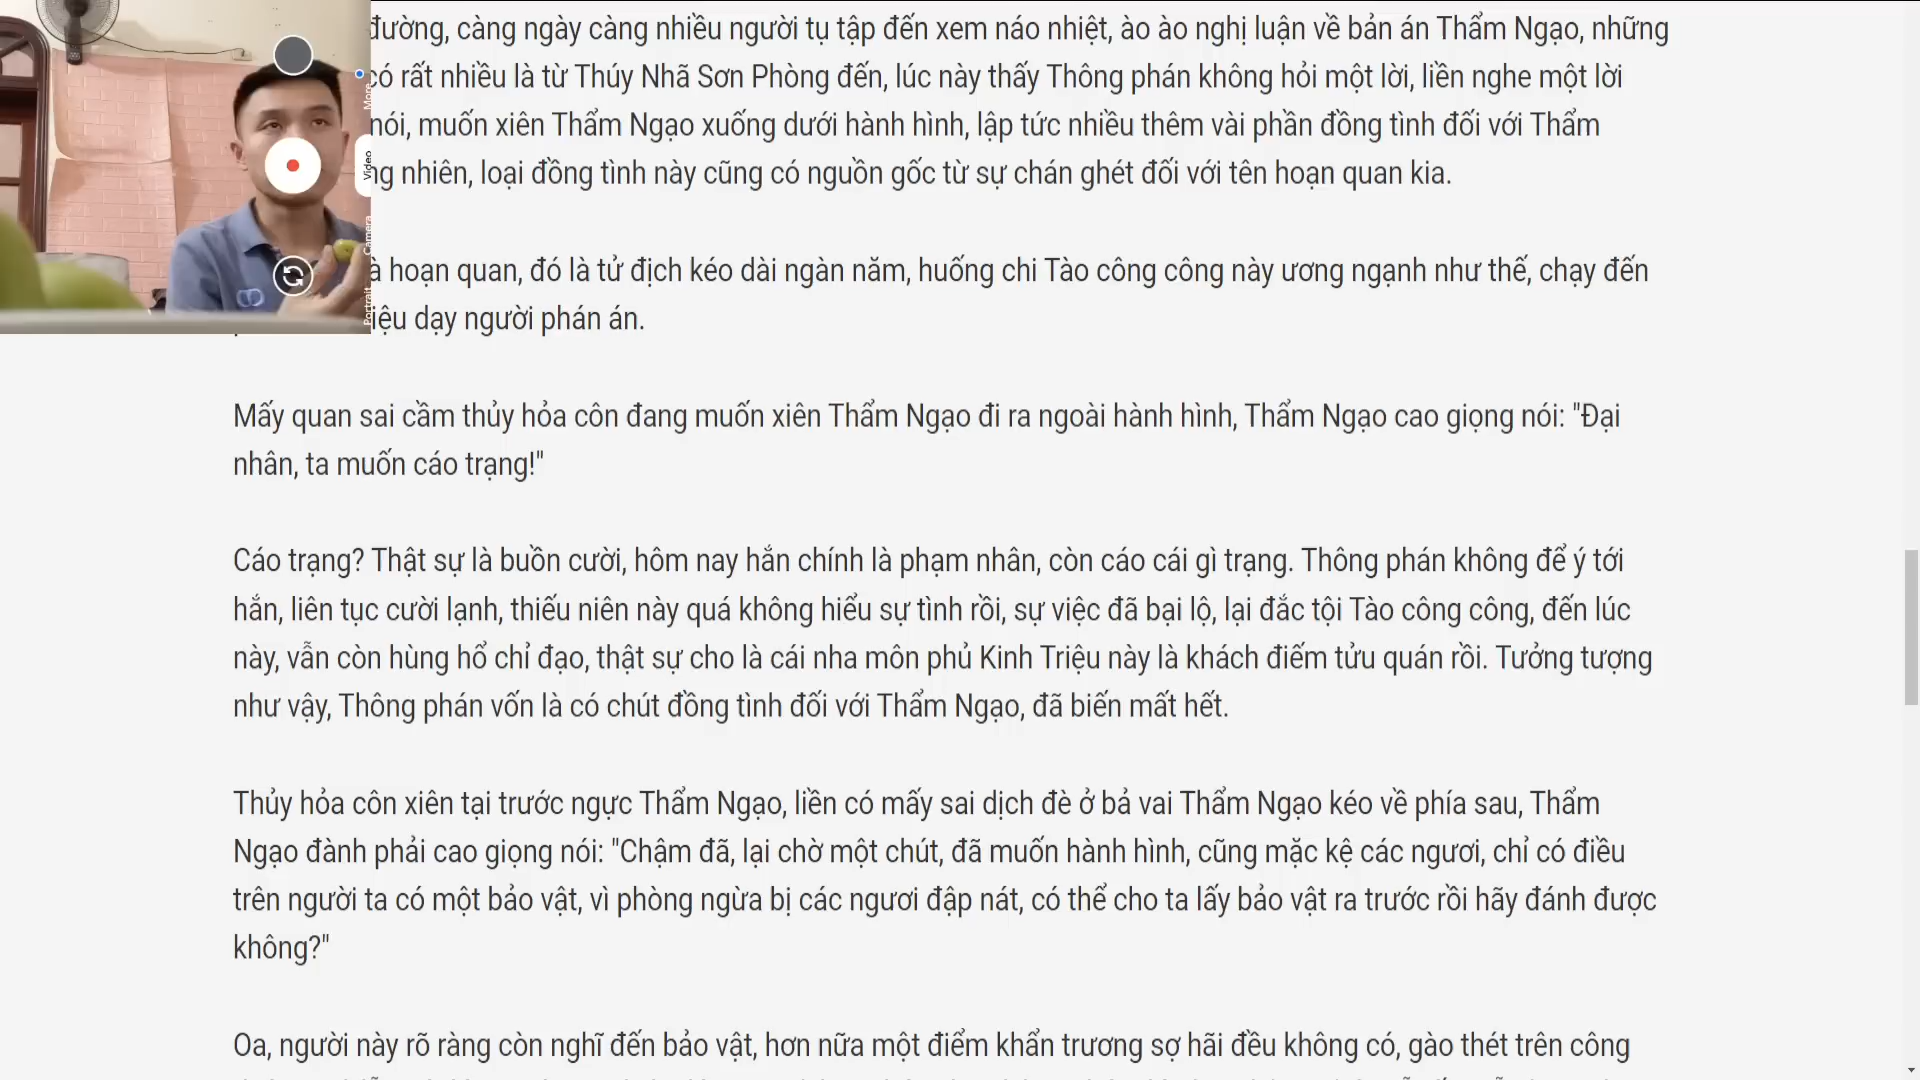 đường, càng ngày càng nhiều người tụ tập đến xem náo nhiệt, ào ào nghị luận về bản án Thẩm Ngạo, những
có rất nhiều là từ Thúy Nhã Sơn Phòng đến, lúc này thấy Thông phán không hỏi một lời, liền nghe một lời
nói, muốn xiên Thẩm Ngạo xuống dưới hành hình, lập tức nhiều thêm vài phần đồng tình đối với Thẩm
nhiên, loại đồng tình này cũng có nguồn gốc từ sự chán ghét đối với tên hoạn quan kia.
hoạn quan, đó là tử địch kéo dài ngàn năm, huống chi Tào công công này ương ngạnh như thế, chạy đến
dạy người phán án.
Mấy quan sai cầm thủy hỏa côn đang muốn xiên Thẩm Ngạo đi ra ngoài hành hình, Thẩm Ngạo cao giọng nói: "Đại
nhân, ta muốn cáo trạng!"
Cáo trạng? Thật sự là buồn cười, hôm nay hắn chính là phạm nhân, còn cáo cái gì trạng. Thông phán không để ý tới
hắn, liên tục cười lạnh, thiếu niên này quá không hiểu sự tình rồi, sự việc đã bại lộ, lại đắc tội Tào công công, đến lúc
này, vẫn còn hùng hổ chỉ đạo, thật sự cho là cái nha môn phủ Kinh Triệu này là khách điếm tửu quán rồi. Tưởng tượng
như vậy, Thông phán vốn là có chút đồng tình đối với Thẩm Ngạo, đã biến mất hết.
Thủy hỏa côn xiên tại trước ngực Thẩm Ngạo, liền có mấy sai dịch đè ở bả vai Thẩm Ngạo kéo về phía sau, Thẩm
Ngạo đành phải cao giọng nói: "Chậm đã, lại chờ một chút, đã muốn hành hình, cũng mặc kệ các ngươi, chỉ có điều
trên người ta có một bảo vật, vì phòng ngừa bị các ngươi đập nát, có thể cho ta lấy bảo vật ra trước rồi hãy đánh được
không?"
Oa, người này rõ ràng còn nghĩ đến bảo vật, hơn nữa một điểm khẩn trương sợ hãi đều không có, gào thét trên công
More
Video
Camera
Portrait